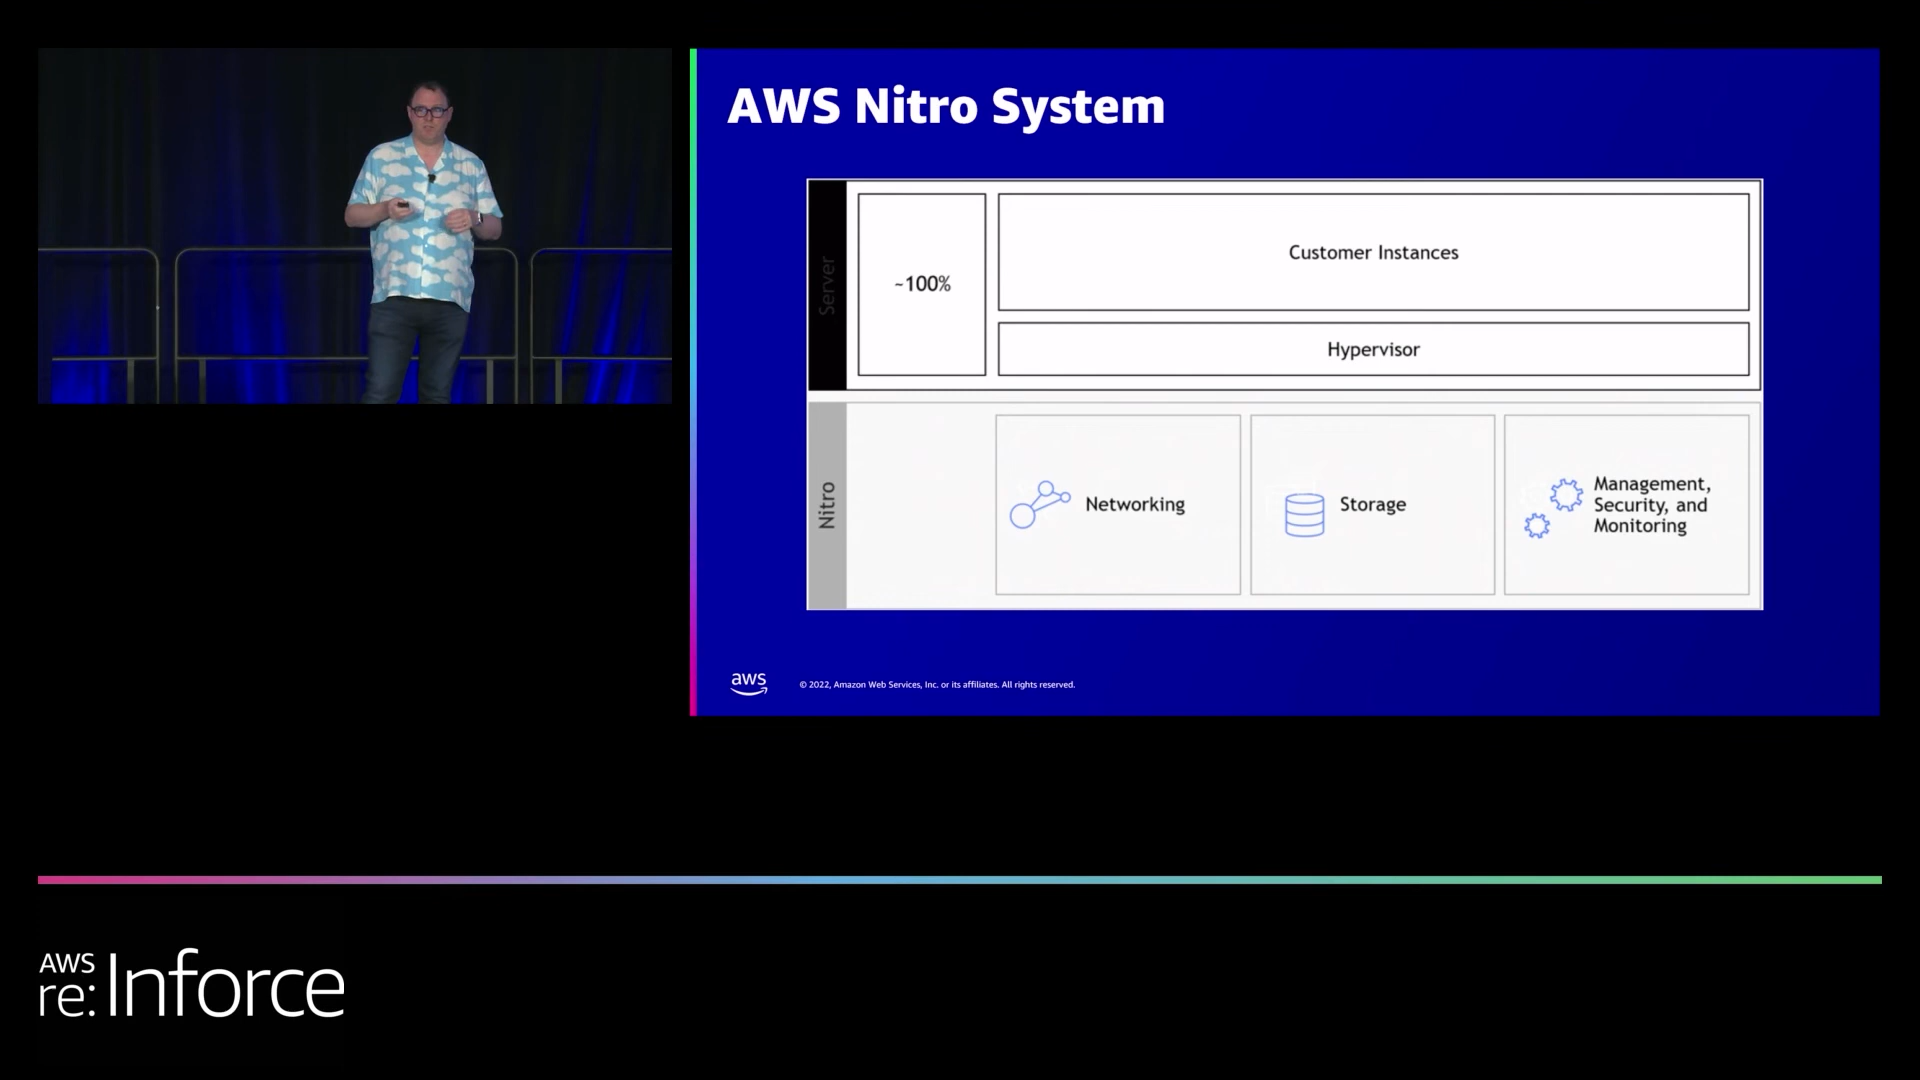 AWS Nitro System
Server
~100%
Customer Instances
Hypervisor
Nitro
Networking
Storage
Management,
Security, and
Monitoring
aws
© 2022, Amazon Web Services, Inc. or its affiliates. All rights reserved.
AWS
re:Inforce